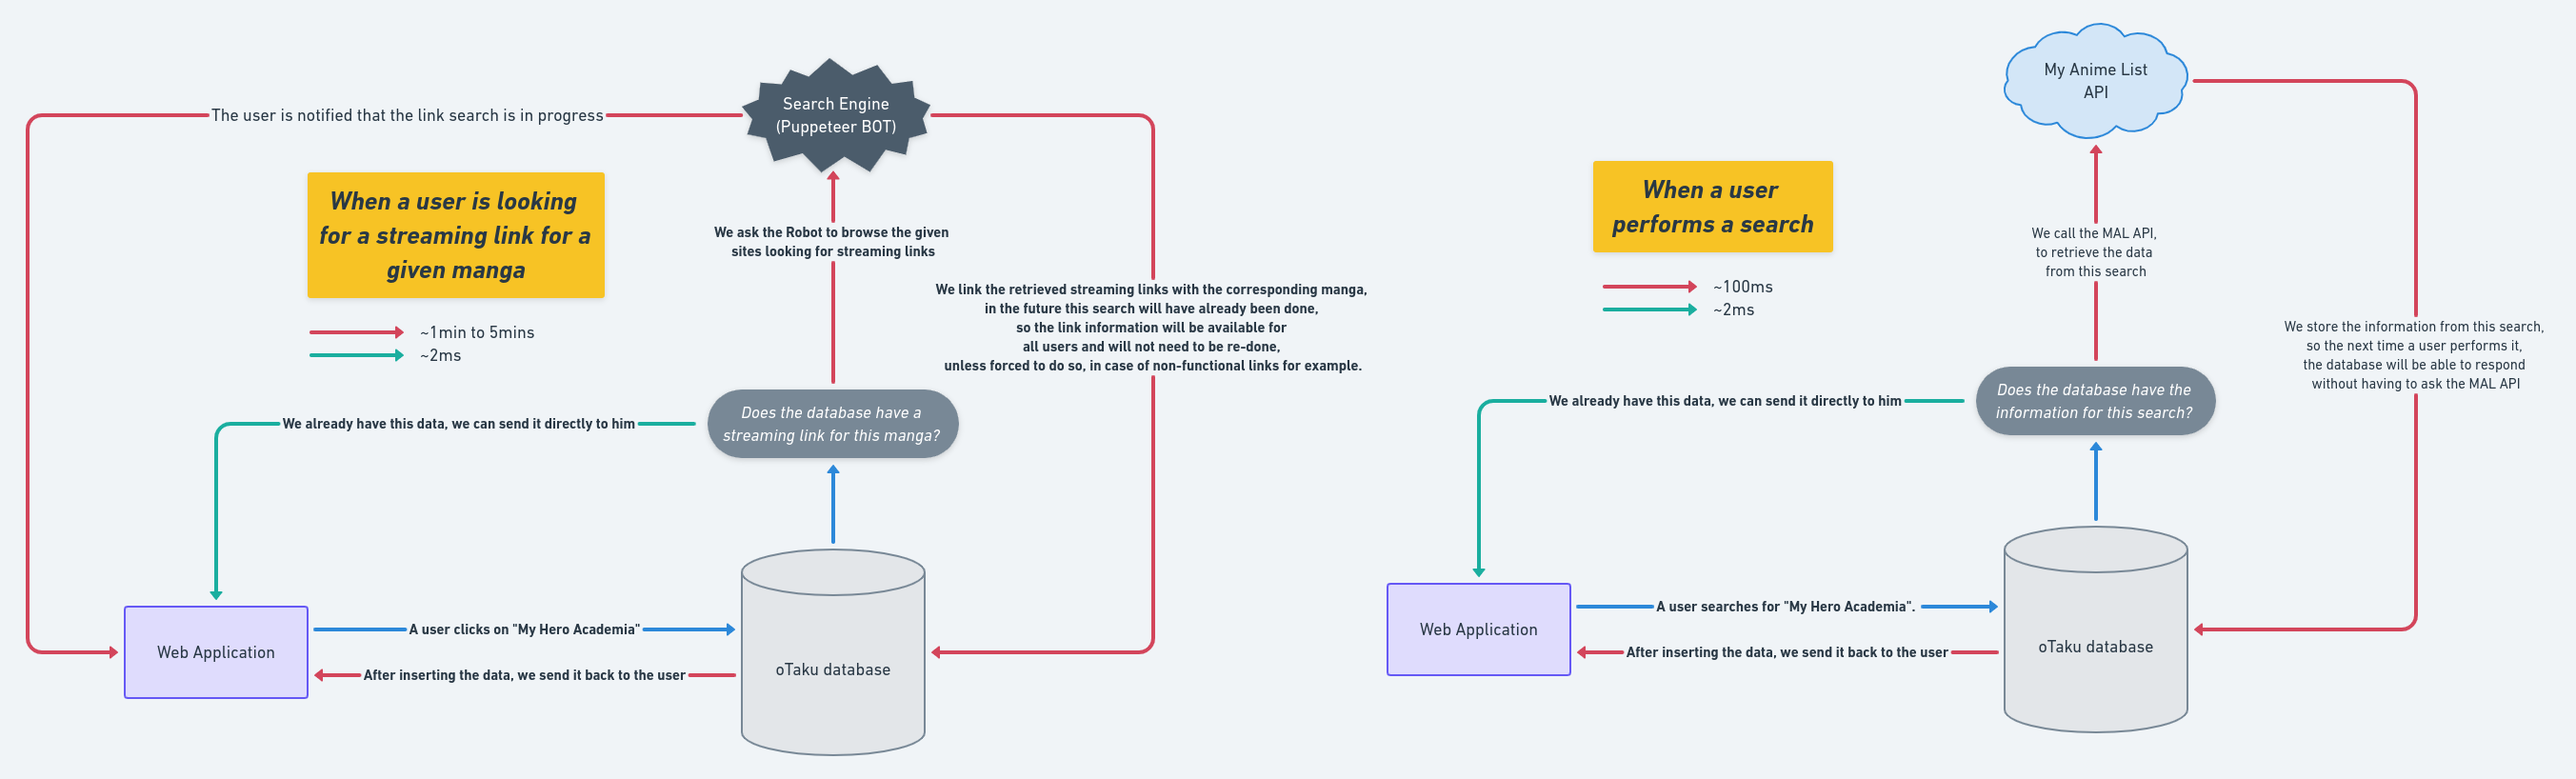 Search Engine
(Puppeteer BOT)
The user is notified that the link search is in progress
When a user is looking
for a streaming link for a
given manga
~1min to 5mins
~2ms
We ask the Robot to browse the given
sites looking for streaming links
We link the retrieved streaming links with the corresponding manga,
in the future this search will have already been done,
so the link information will be available for
all users and will not need to be re-done,
unless forced to do so, in case of non-functional links for example.
Does the database have a
streaming link for this manga?
We already have this data, we can send it directly to him
Web Application
A user clicks on "My Hero Academia"
After inserting the data, we send it back to the user
oTaku database
My Anime List
API
When a user
performs a search
~100ms
~2ms
We call the MAL API,
to retrieve the data
from this search
We store the information from this search,
so the next time a user performs it,
the database will be able to respond
without having to ask the MAL API
Does the database have the
information for this search?
We already have this data, we can send it directly to him
Web Application
A user searches for "My Hero Academia".
After inserting the data, we send it back to the user
oTaku database